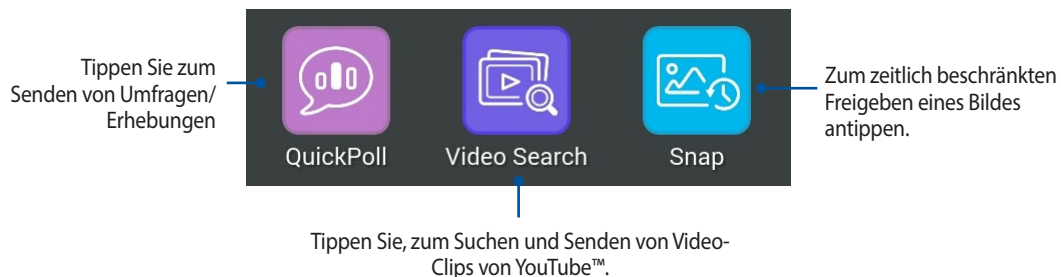 Tippen Sie zum
Senden von Umfragen/
Erhebungen
QuickPoll
Video Search
Snap
Zum zeitlich beschränkten
Freigeben eines Bildes
antippen.
Tippen Sie, zum Suchen und Senden von Video-
Clips von YouTube™.